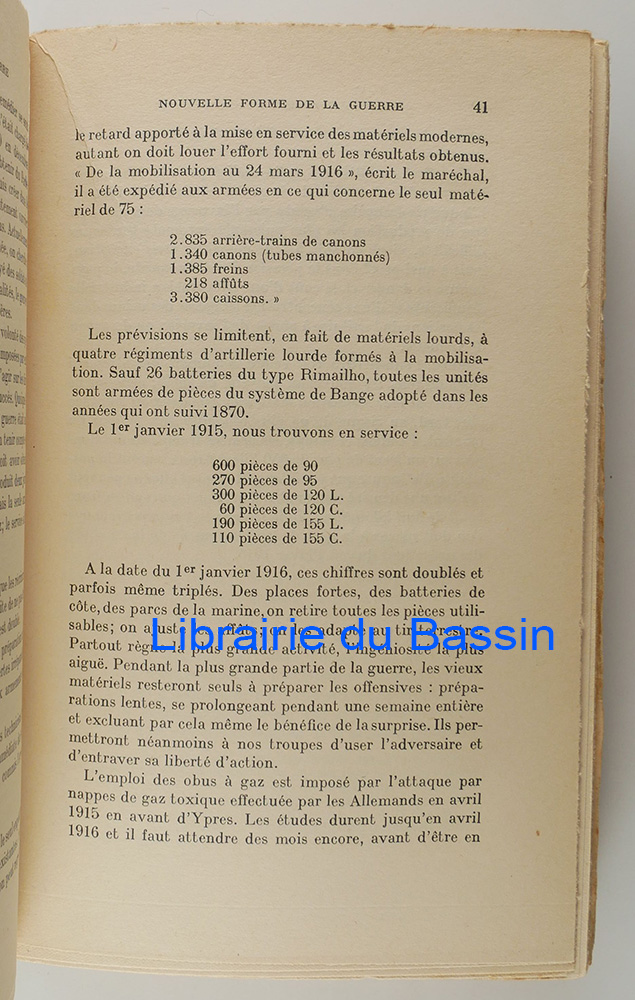 NOUVELLE FORME DE LA GUERRE 41
le retard apporté à la mise en service des matériels modernes,
autant on doit louer l'effort fourni et les résultats obtenus.
« De la mobilisation au 24 mars 1916 », écrit le maréchal,
il a été expédié aux armées en ce qui concerne le seul maté-
riel de 75 :
2.835 arrière-trains de canons
1.340 canons (tubes manchonnés)
1.385 freins
218 affûts
3.380 caissons. »
Les prévisions se limitent, en fait de matériels lourds, à
quatre régiments d'artillerie lourde formés à la mobilisa-
tion. Sauf 26 batteries du type Rimailho, toutes les unités
sont armées de pièces du système de Bange adopté dans les
années qui ont suivi 1870.
Le 1er janvier 1915, nous trouvons en service :
600 pièces de 90
270 pièces de 95
300 pièces de 120 L.
60 pièces de 120 C.
190 pièces de 155 L.
110 pièces de 155 C.
A la date du 1er janvier 1916, ces chiffres sont doublés et
parfois même triplés. Des places fortes, des batteries de
côte, des parcs de la marine, on retire toutes les pièces utili-
sables; on ajuste affûts; on les adapte au tir
Librairie du Bassin
Partout règne la plus grande activité, l'ingéniosité la plus
aiguë. Pendant la plus grande partie de la guerre, les vieux
matériels resteront seuls à préparer les offensives : prépa-
rations lentes, se prolongeant pendant une semaine entière
et excluant par cela même le bénéfice de la surprise. Ils per-
mettront néanmoins à nos troupes d'user l'adversaire et
d'entraver sa liberté d'action.
L'emploi des obus à gaz est imposé par l'attaque par
nappes de gaz toxique effectuée par les Allemands en avril
1915 en avant d'Ypres. Les études durent jusqu'en avril
1916 et il faut attendre des mois encore, avant d'être en